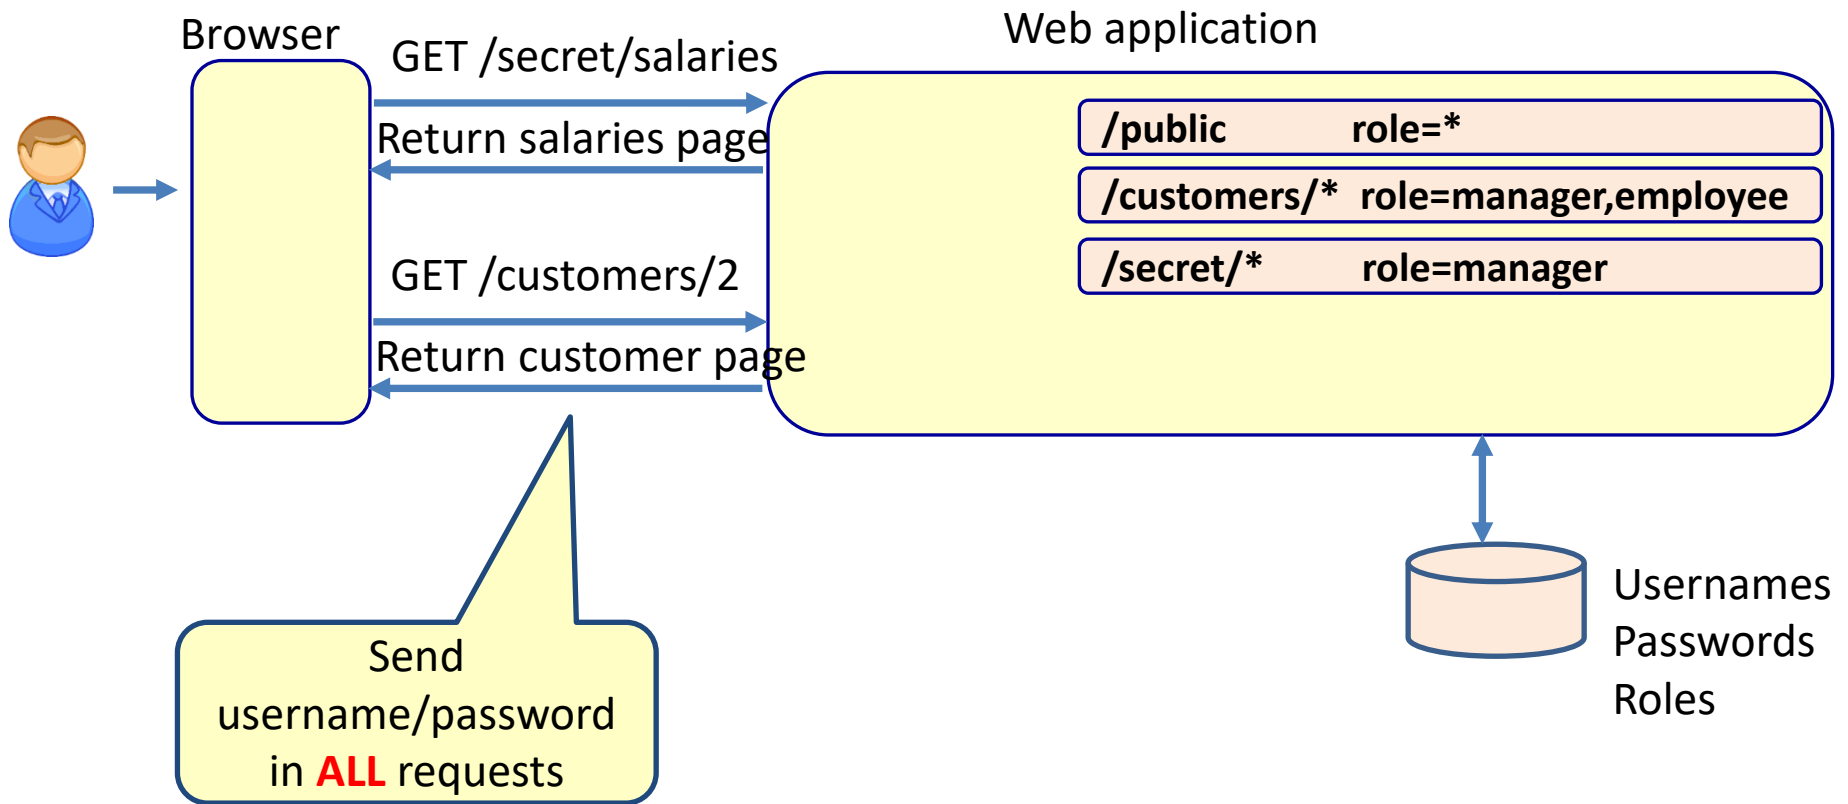 Browser
Web application
GET /secret/salaries
Return salaries page
GET /customers/2
Return customer page
/public role=*
/customers/* role=manager,employee
/secret/* role=manager
Send
username/password
in ALL requests
Usernames
Passwords
Roles